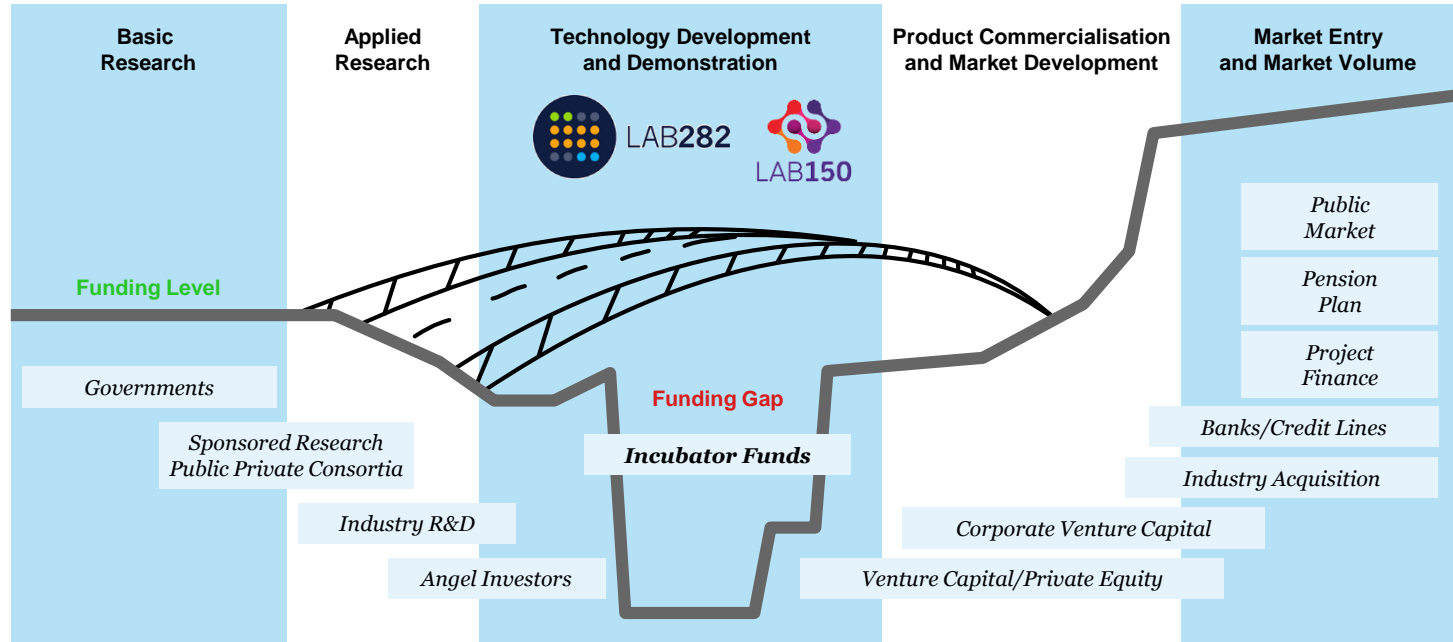 Basic
Research
Applied
Research
Technology Development
and Demonstration
Product Commercialisation
and Market Development
Market Entry
and Market Volume
LAB282
LAB150
Public
Market
Funding Level
Pension
Plan
Project
Finance
Governments
Funding Gap
Banks/Credit Lines
Sponsored Research
Public Private Consortia
Incubator Funds
Industry Acquisition
Industry R&D
Corporate Venture Capital
Angel Investors
Venture Capital/Private Equity